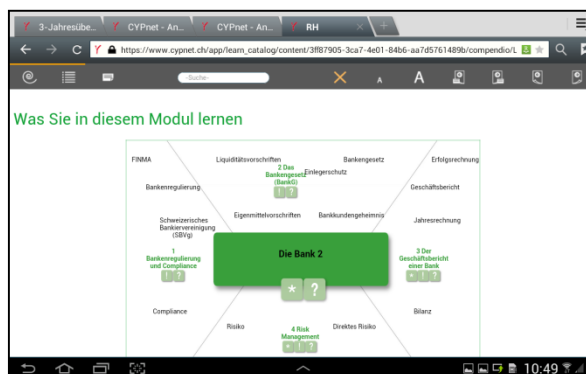 3-Jahresübe...
CYPnet - An...
CYPnet - An...
RH
https://www.cypnet.ch/app/learn_catalog/content/3ff87905-3ca7-4e01-84b6-aa7d5761489b/compendio/L
-Suche-
A
A
Was Sie in diesem Modul lernen
FINMA
Liquiditätsvorschriften
Bankengesetz
Erfolgsrechnung
2 Das
Bankengesetz
(BankG)
! ?
Einlegerschutz
Bankenregulierung
Geschäftsbericht
Schweizerisches
Bankiervereinigung
(SBVg)
Eigenmittelvorschriften
Bankkundengeheimnis
Jahresrechnung
1
Bankenregulierung
und Compliance
! ?
Die Bank 2
* ?
3 Der
Geschäftsbericht
einer Bank
* ! ?
Compliance
Bilanz
Risiko
4 Risk
Management
* ! ?
Direktes Risiko
10:49